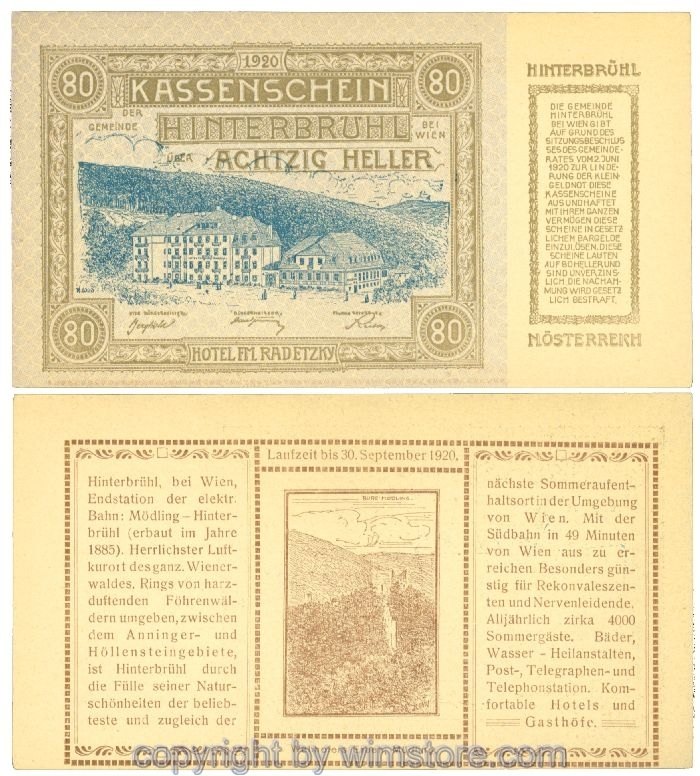 80
1920
80
KASSENSCHEIN
DER
GEMEINDE
HINTERBRÜHL
BEI
WIEN
ÜBER
ACHTZIG HELLER
80
80
HOTEL F.M. RADETZKY
HINTERBRÜHL
DIE GEMEINDE
HINTERBRÜHL
BEI WIEN GIBT
AUF GRUND DES
SITZUNGSBESCHLUS
SES DES GEMEINDE-
RATES VOM 2. JUNI
1920 ZUR LINDE
RUNG DER KLEIN-
GELDNOT DIESE
KASSENSCHEINE
AUS UND HAFTET
MIT IHREM GANZEN
VERMÖGEN DIESE
SCHEINE IN GESETZ
LICHEM BARGELDE
EINZULÖSEN. DIESE
SCHEINE LAUTEN
AUF 80 HELLER UND
SIND UNVERZINS-
LICH. DIE NACHAH-
MUNG WIRD GESETZ
LICH BESTRAFT.
N.ÖSTERREICH
Laufzeit bis 30. September 1920.
Hinterbrühl, bei Wien,
Endstation der elektr.
Bahn: Mödling – Hinter-
brühl (erbaut im Jahre
1885). Herrlichster Luft-
kurort des ganz. Wiener-
waldes. Rings von harz-
duftenden Föhrenwäl-
dern umgeben, zwischen
dem Anninger- und
Höllensteingebiete,
ist Hinterbrühl durch
die Fülle seiner Natur-
schönheiten der belieb-
teste und zugleich der
BURG MÖDLING.
nächste Sommeraufent-
haltsort in der Umgebung
von Wien. Mit der
Südbahn in 49 Minuten
von Wien aus zu er-
reichen. Besonders gün-
stig für Rekonvaleszen-
ten und Nervenleidende.
Alljährlich zirka 4000
Sommergäste. Bäder,
Wasser - Heilanstalten,
Post-, Telegraphen- und
Telephonstation. Kom-
fortable Hotels und
Gasthöfe.
copyright by wimstore.com